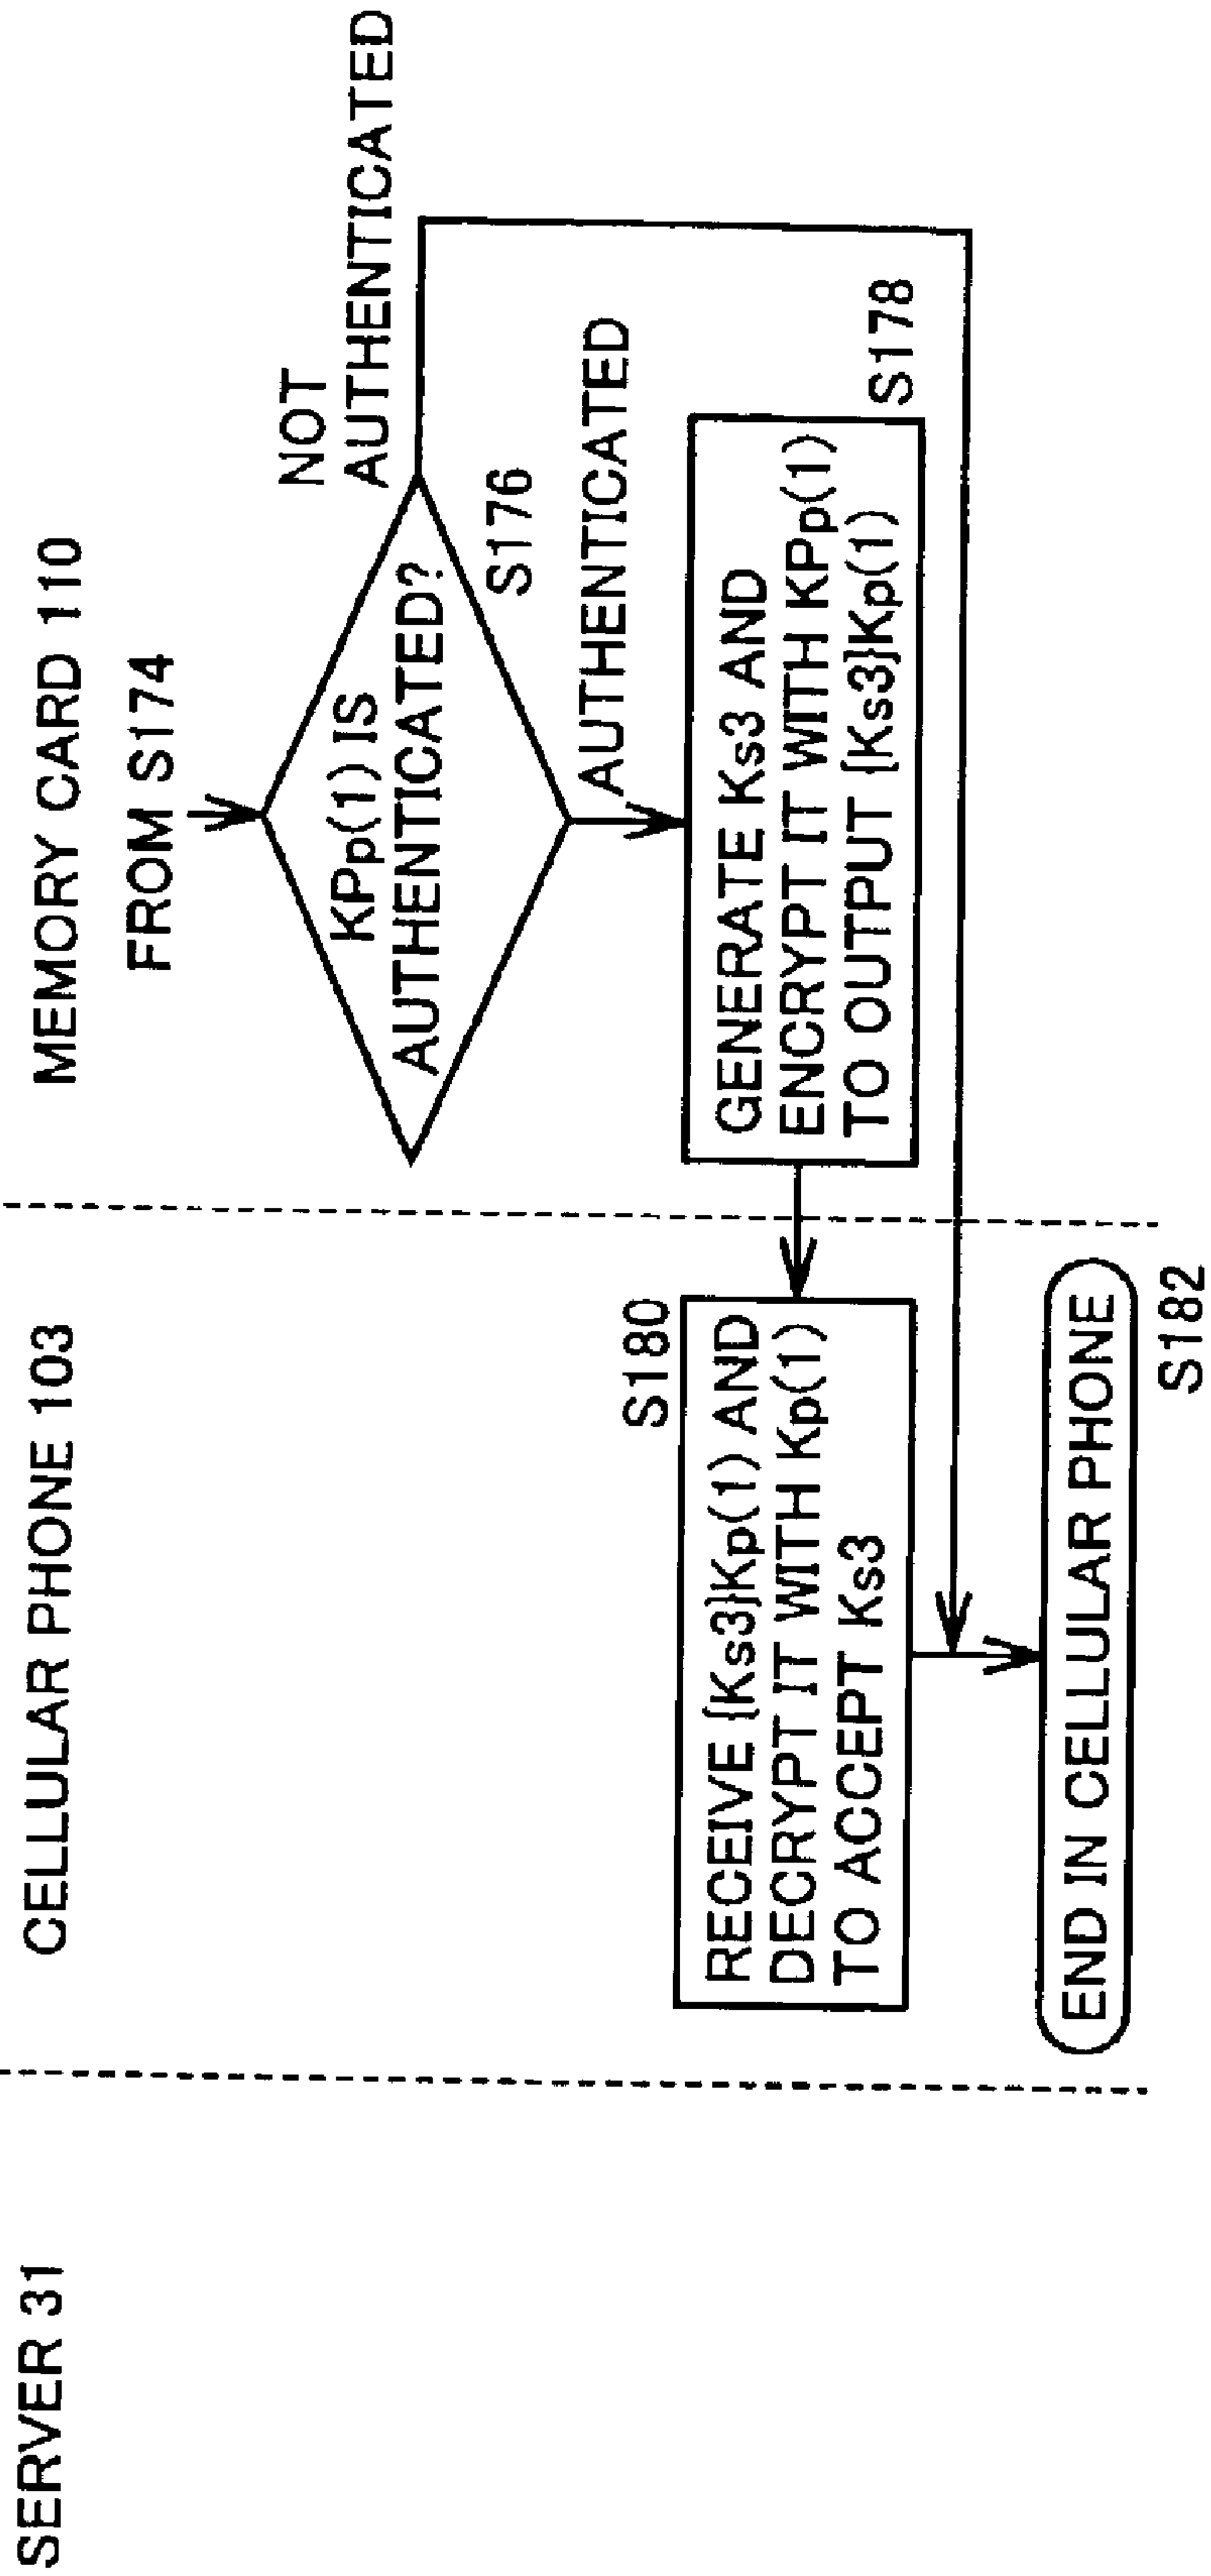 SERVER 31
CELLULAR PHONE 103
MEMORY CARD 110
FROM S174
KPp(1) IS
AUTHENTICATED?
NOT
AUTHENTICATED
S176
AUTHENTICATED
GENERATE Ks3 AND
ENCRYPT IT WITH KPp(1)
TO OUTPUT {Ks3}Kp(1)
S178
S180
RECEIVE {Ks3}Kp(1) AND
DECRYPT IT WITH Kp(1)
TO ACCEPT Ks3
END IN CELLULAR PHONE
S182